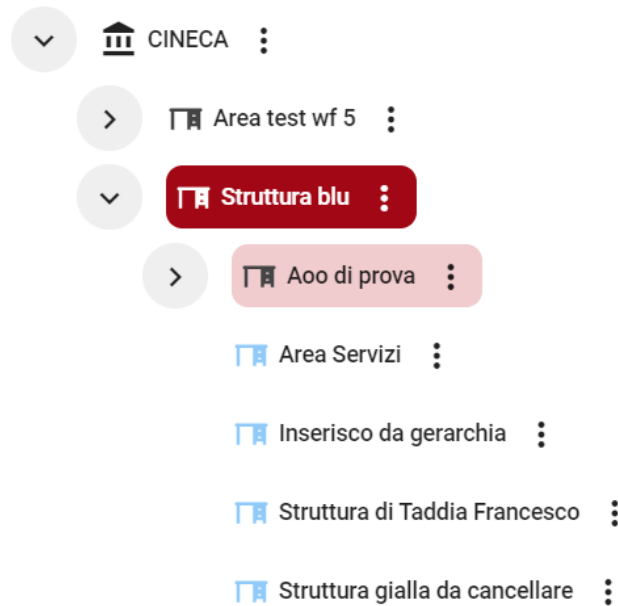 CINECA
Area test wf 5
Struttura blu
Aoo di prova
Area Servizi
Inserisco da gerarchia
Struttura di Taddia Francesco
Struttura gialla da cancellare